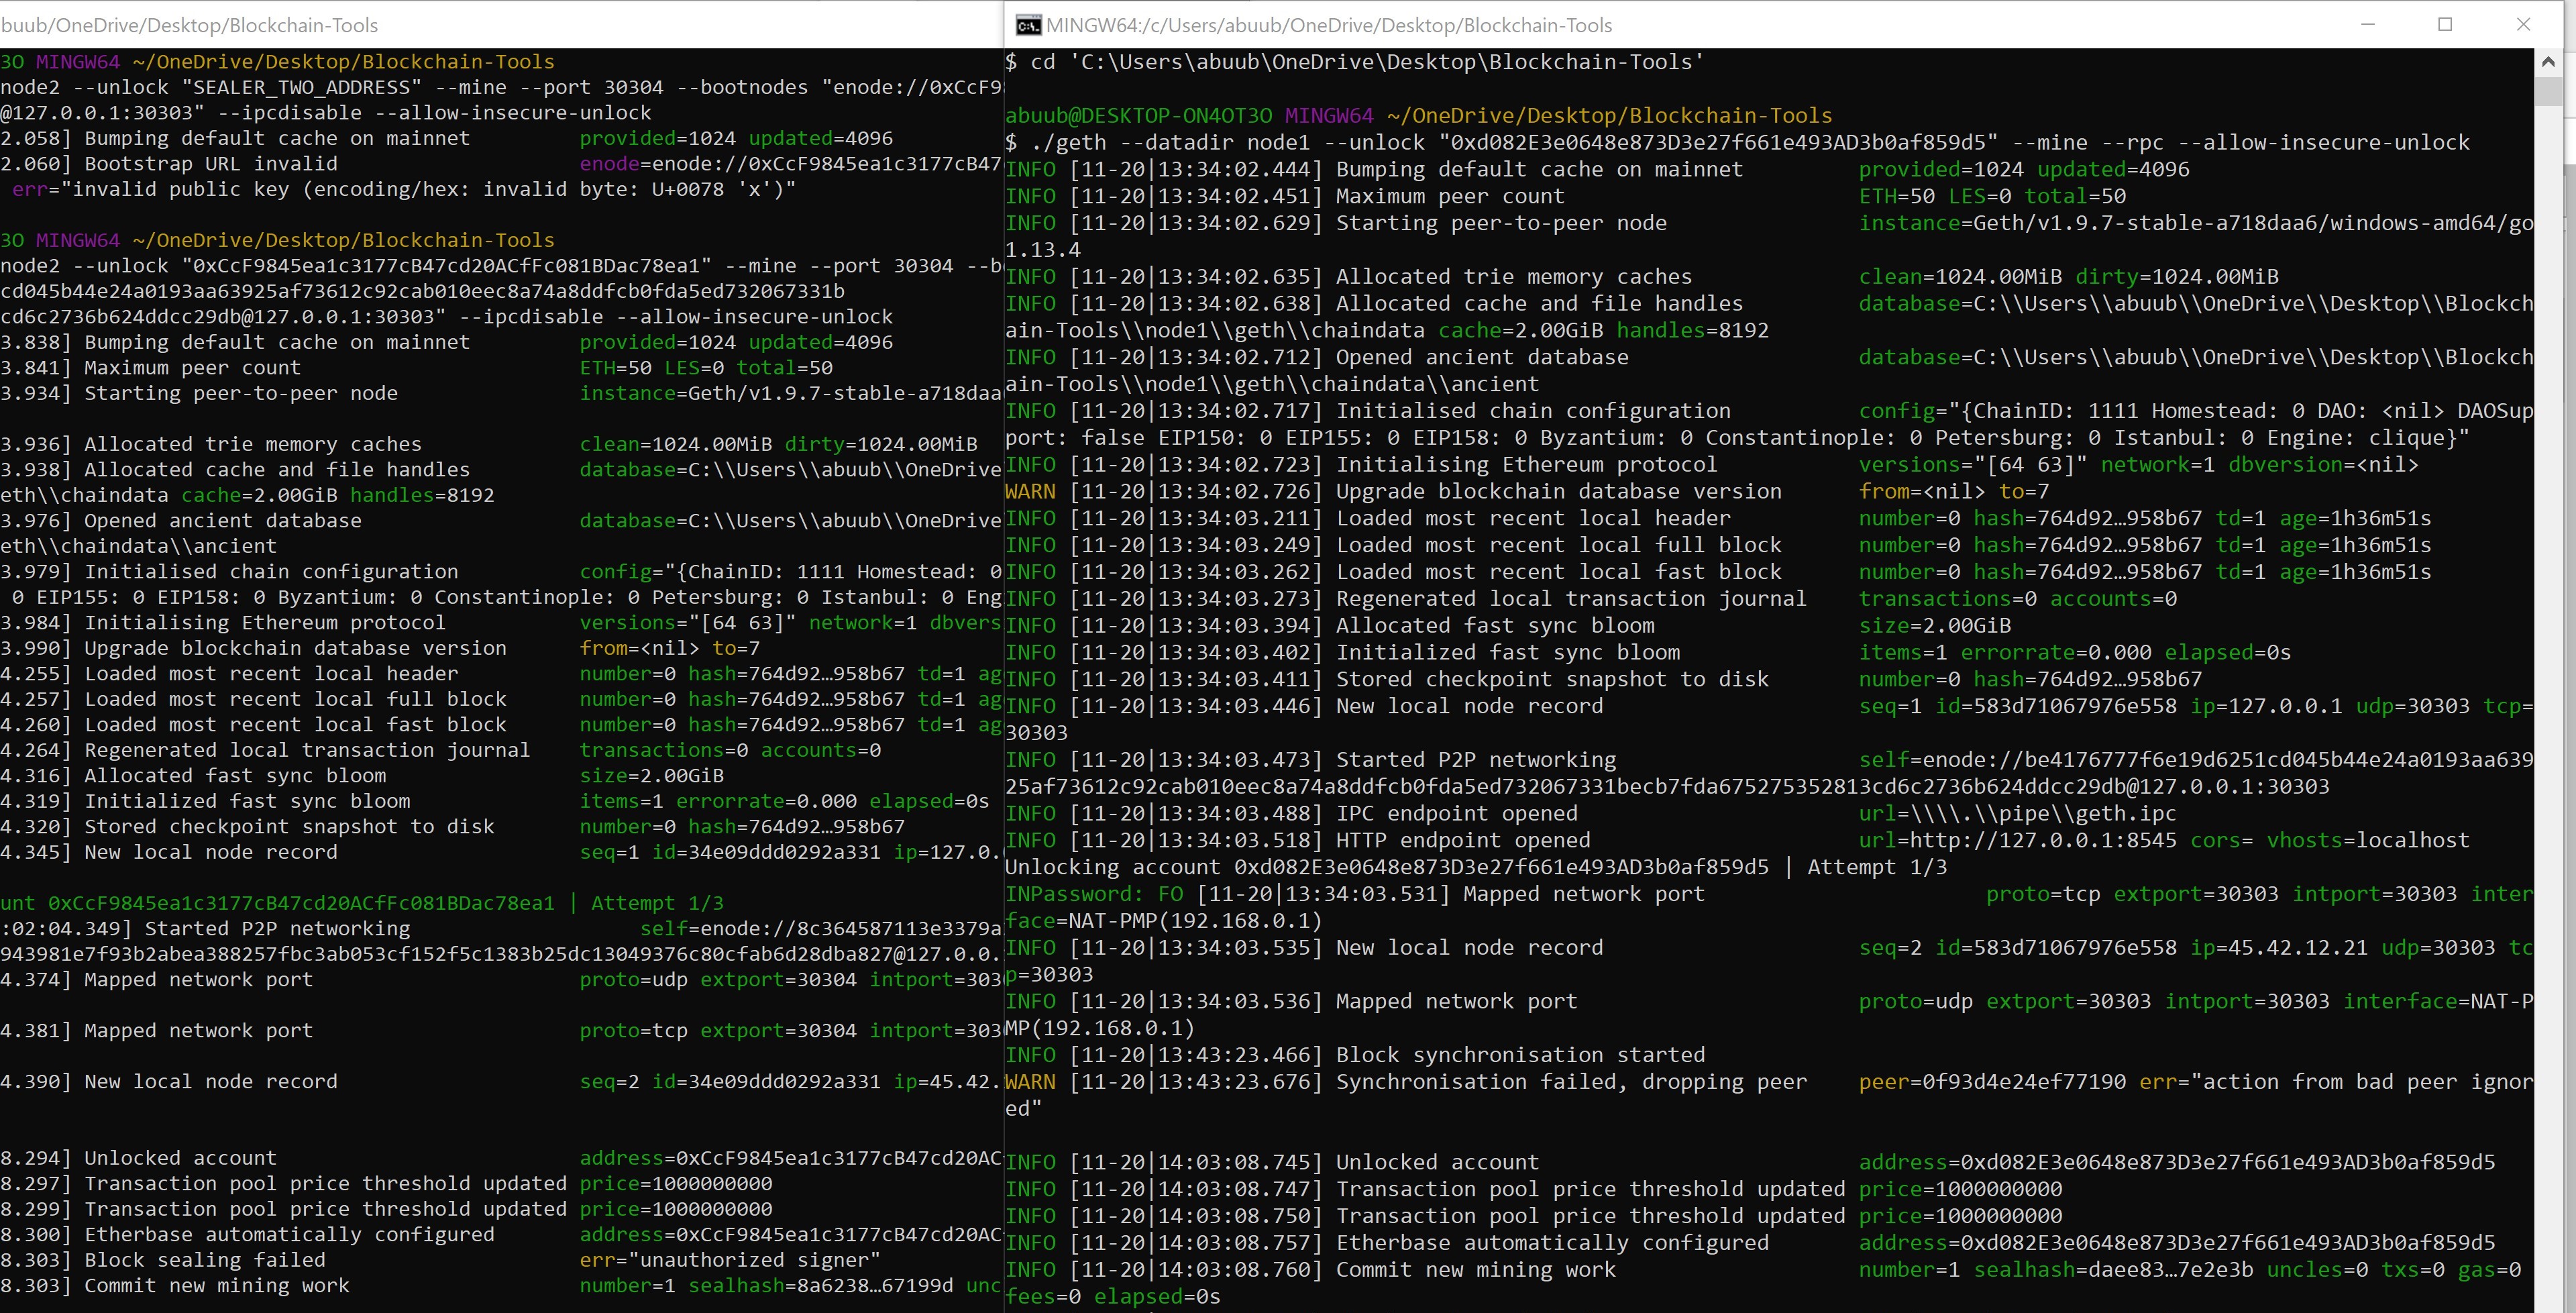 buub/OneDrive/Desktop/Blockchain-Tools
3O MINGW64 ~/OneDrive/Desktop/Blockchain-Tools
node2 --unlock "SEALER_TWO_ADDRESS" --mine --port 30304 --bootnodes "enode://0xCcF9
@127.0.0.1:30303" --ipcdisable --allow-insecure-unlock
2.058] Bumping default cache on mainnet provided=1024 updated=4096
2.060] Bootstrap URL invalid enode=enode://0xCcF9845ea1c3177cB47
err="invalid public key (encoding/hex: invalid byte: U+0078 'x')"
3O MINGW64 ~/OneDrive/Desktop/Blockchain-Tools
node2 --unlock "0xCcF9845ea1c3177cB47cd20ACfFc081BDac78ea1" --mine --port 30304 --b
cd045b44e24a0193aa63925af73612c92cab010eec8a74a8ddfcb0fda5ed732067331b
cd6c2736b624ddcc29db@127.0.0.1:30303" --ipcdisable --allow-insecure-unlock
3.838] Bumping default cache on mainnet provided=1024 updated=4096
3.841] Maximum peer count ETH=50 LES=0 total=50
3.934] Starting peer-to-peer node instance=Geth/v1.9.7-stable-a718daa
3.936] Allocated trie memory caches clean=1024.00MiB dirty=1024.00MiB
3.938] Allocated cache and file handles database=C:\\Users\\abuub\\OneDrive
eth\\chaindata cache=2.00GiB handles=8192
3.976] Opened ancient database database=C:\\Users\\abuub\\OneDrive
eth\\chaindata\\ancient
3.979] Initialised chain configuration config="{ChainID: 1111 Homestead: 0
0 EIP155: 0 EIP158: 0 Byzantium: 0 Constantinople: 0 Petersburg: 0 Istanbul: 0 Eng
3.984] Initialising Ethereum protocol versions="[64 63]" network=1 dbvers
3.990] Upgrade blockchain database version from=<nil> to=7
4.255] Loaded most recent local header number=0 hash=764d92…958b67 td=1 ag
4.257] Loaded most recent local full block number=0 hash=764d92…958b67 td=1 ag
4.260] Loaded most recent local fast block number=0 hash=764d92…958b67 td=1 ag
4.264] Regenerated local transaction journal transactions=0 accounts=0
4.316] Allocated fast sync bloom size=2.00GiB
4.319] Initialized fast sync bloom items=1 errorrate=0.000 elapsed=0s
4.320] Stored checkpoint snapshot to disk number=0 hash=764d92…958b67
4.345] New local node record seq=1 id=34e09ddd0292a331 ip=127.0.
unt 0xCcF9845ea1c3177cB47cd20ACfFc081BDac78ea1 | Attempt 1/3
:02:04.349] Started P2P networking self=enode://8c364587113e3379a
943981e7f93b2abea388257fbc3ab053cf152f5c1383b25dc13049376c80cfab6d28dba827@127.0.0.
4.374] Mapped network port proto=udp extport=30304 intport=303
4.381] Mapped network port proto=tcp extport=30304 intport=303
4.390] New local node record seq=2 id=34e09ddd0292a331 ip=45.42.
8.294] Unlocked account address=0xCcF9845ea1c3177cB47cd20AC
8.297] Transaction pool price threshold updated price=1000000000
8.299] Transaction pool price threshold updated price=1000000000
8.300] Etherbase automatically configured address=0xCcF9845ea1c3177cB47cd20AC
8.303] Block sealing failed err="unauthorized signer"
8.303] Commit new mining work number=1 sealhash=8a6238…67199d unc
MINGW64:/c/Users/abuub/OneDrive/Desktop/Blockchain-Tools
$ cd 'C:\Users\abuub\OneDrive\Desktop\Blockchain-Tools'
abuub@DESKTOP-ON4OT3O MINGW64 ~/OneDrive/Desktop/Blockchain-Tools
$ ./geth --datadir node1 --unlock "0xd082E3e0648e873D3e27f661e493AD3b0af859d5" --mine --rpc --allow-insecure-unlock
INFO [11-20|13:34:02.444] Bumping default cache on mainnet provided=1024 updated=4096
INFO [11-20|13:34:02.451] Maximum peer count ETH=50 LES=0 total=50
INFO [11-20|13:34:02.629] Starting peer-to-peer node instance=Geth/v1.9.7-stable-a718daa6/windows-amd64/go
1.13.4
INFO [11-20|13:34:02.635] Allocated trie memory caches clean=1024.00MiB dirty=1024.00MiB
INFO [11-20|13:34:02.638] Allocated cache and file handles database=C:\\Users\\abuub\\OneDrive\\Desktop\\Blockch
ain-Tools\\node1\\geth\\chaindata cache=2.00GiB handles=8192
INFO [11-20|13:34:02.712] Opened ancient database database=C:\\Users\\abuub\\OneDrive\\Desktop\\Blockch
ain-Tools\\node1\\geth\\chaindata\\ancient
INFO [11-20|13:34:02.717] Initialised chain configuration config="{ChainID: 1111 Homestead: 0 DAO: <nil> DAOSup
port: false EIP150: 0 EIP155: 0 EIP158: 0 Byzantium: 0 Constantinople: 0 Petersburg: 0 Istanbul: 0 Engine: clique}"
INFO [11-20|13:34:02.723] Initialising Ethereum protocol versions="[64 63]" network=1 dbversion=<nil>
WARN [11-20|13:34:02.726] Upgrade blockchain database version from=<nil> to=7
INFO [11-20|13:34:03.211] Loaded most recent local header number=0 hash=764d92…958b67 td=1 age=1h36m51s
INFO [11-20|13:34:03.249] Loaded most recent local full block number=0 hash=764d92…958b67 td=1 age=1h36m51s
INFO [11-20|13:34:03.262] Loaded most recent local fast block number=0 hash=764d92…958b67 td=1 age=1h36m51s
INFO [11-20|13:34:03.273] Regenerated local transaction journal transactions=0 accounts=0
INFO [11-20|13:34:03.394] Allocated fast sync bloom size=2.00GiB
INFO [11-20|13:34:03.402] Initialized fast sync bloom items=1 errorrate=0.000 elapsed=0s
INFO [11-20|13:34:03.411] Stored checkpoint snapshot to disk number=0 hash=764d92…958b67
INFO [11-20|13:34:03.446] New local node record seq=1 id=583d71067976e558 ip=127.0.0.1 udp=30303 tcp=
30303
INFO [11-20|13:34:03.473] Started P2P networking self=enode://be4176777f6e19d6251cd045b44e24a0193aa639
25af73612c92cab010eec8a74a8ddfcb0fda5ed732067331becb7fda675275352813cd6c2736b624ddcc29db@127.0.0.1:30303
INFO [11-20|13:34:03.488] IPC endpoint opened url=\\\\.\\pipe\\geth.ipc
INFO [11-20|13:34:03.518] HTTP endpoint opened url=http://127.0.0.1:8545 cors= vhosts=localhost
Unlocking account 0xd082E3e0648e873D3e27f661e493AD3b0af859d5 | Attempt 1/3
INPassword: FO [11-20|13:34:03.531] Mapped network port proto=tcp extport=30303 intport=30303 inter
face=NAT-PMP(192.168.0.1)
INFO [11-20|13:34:03.535] New local node record seq=2 id=583d71067976e558 ip=45.42.12.21 udp=30303 tc
p=30303
INFO [11-20|13:34:03.536] Mapped network port proto=udp extport=30303 intport=30303 interface=NAT-P
MP(192.168.0.1)
INFO [11-20|13:43:23.466] Block synchronisation started
WARN [11-20|13:43:23.676] Synchronisation failed, dropping peer peer=0f93d4e24ef77190 err="action from bad peer ignor
ed"
INFO [11-20|14:03:08.745] Unlocked account address=0xd082E3e0648e873D3e27f661e493AD3b0af859d5
INFO [11-20|14:03:08.747] Transaction pool price threshold updated price=1000000000
INFO [11-20|14:03:08.750] Transaction pool price threshold updated price=1000000000
INFO [11-20|14:03:08.757] Etherbase automatically configured address=0xd082E3e0648e873D3e27f661e493AD3b0af859d5
INFO [11-20|14:03:08.760] Commit new mining work number=1 sealhash=daee83…7e2e3b uncles=0 txs=0 gas=0
fees=0 elapsed=0s